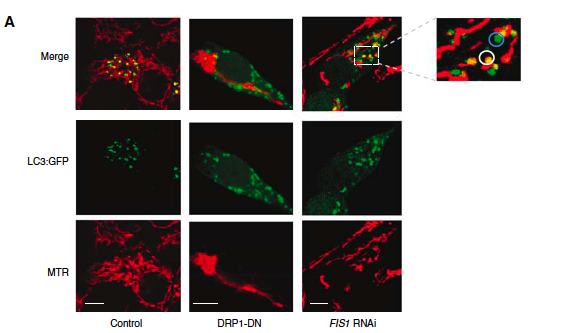 A
Merge
LC3:GFP
MTR
Control
DRP1-DN
FIS1 RNAi